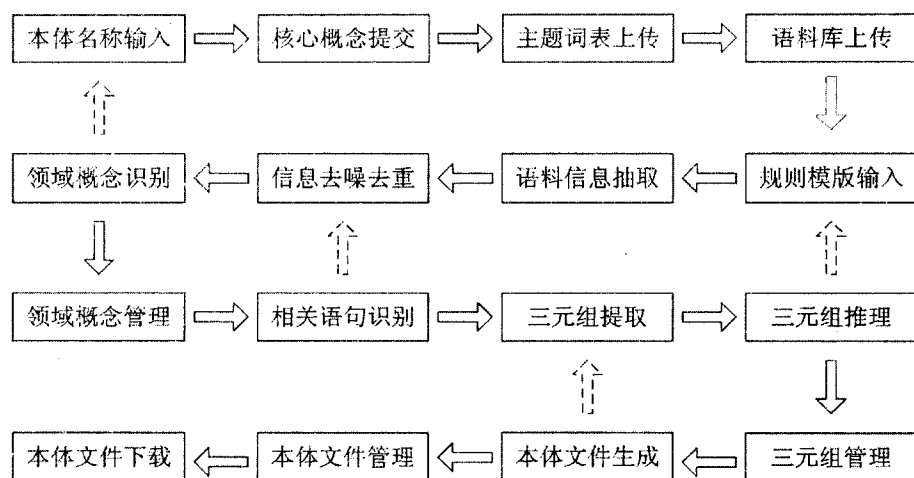 本体名称输入
核心概念提交
主题词表上传
语料库上传
领域概念识别
信息去噪去重
语料信息抽取
规则模版输入
领域概念管理
相关语句识别
三元组提取
三元组推理
本体文件下载
本体文件管理
本体文件生成
三元组管理